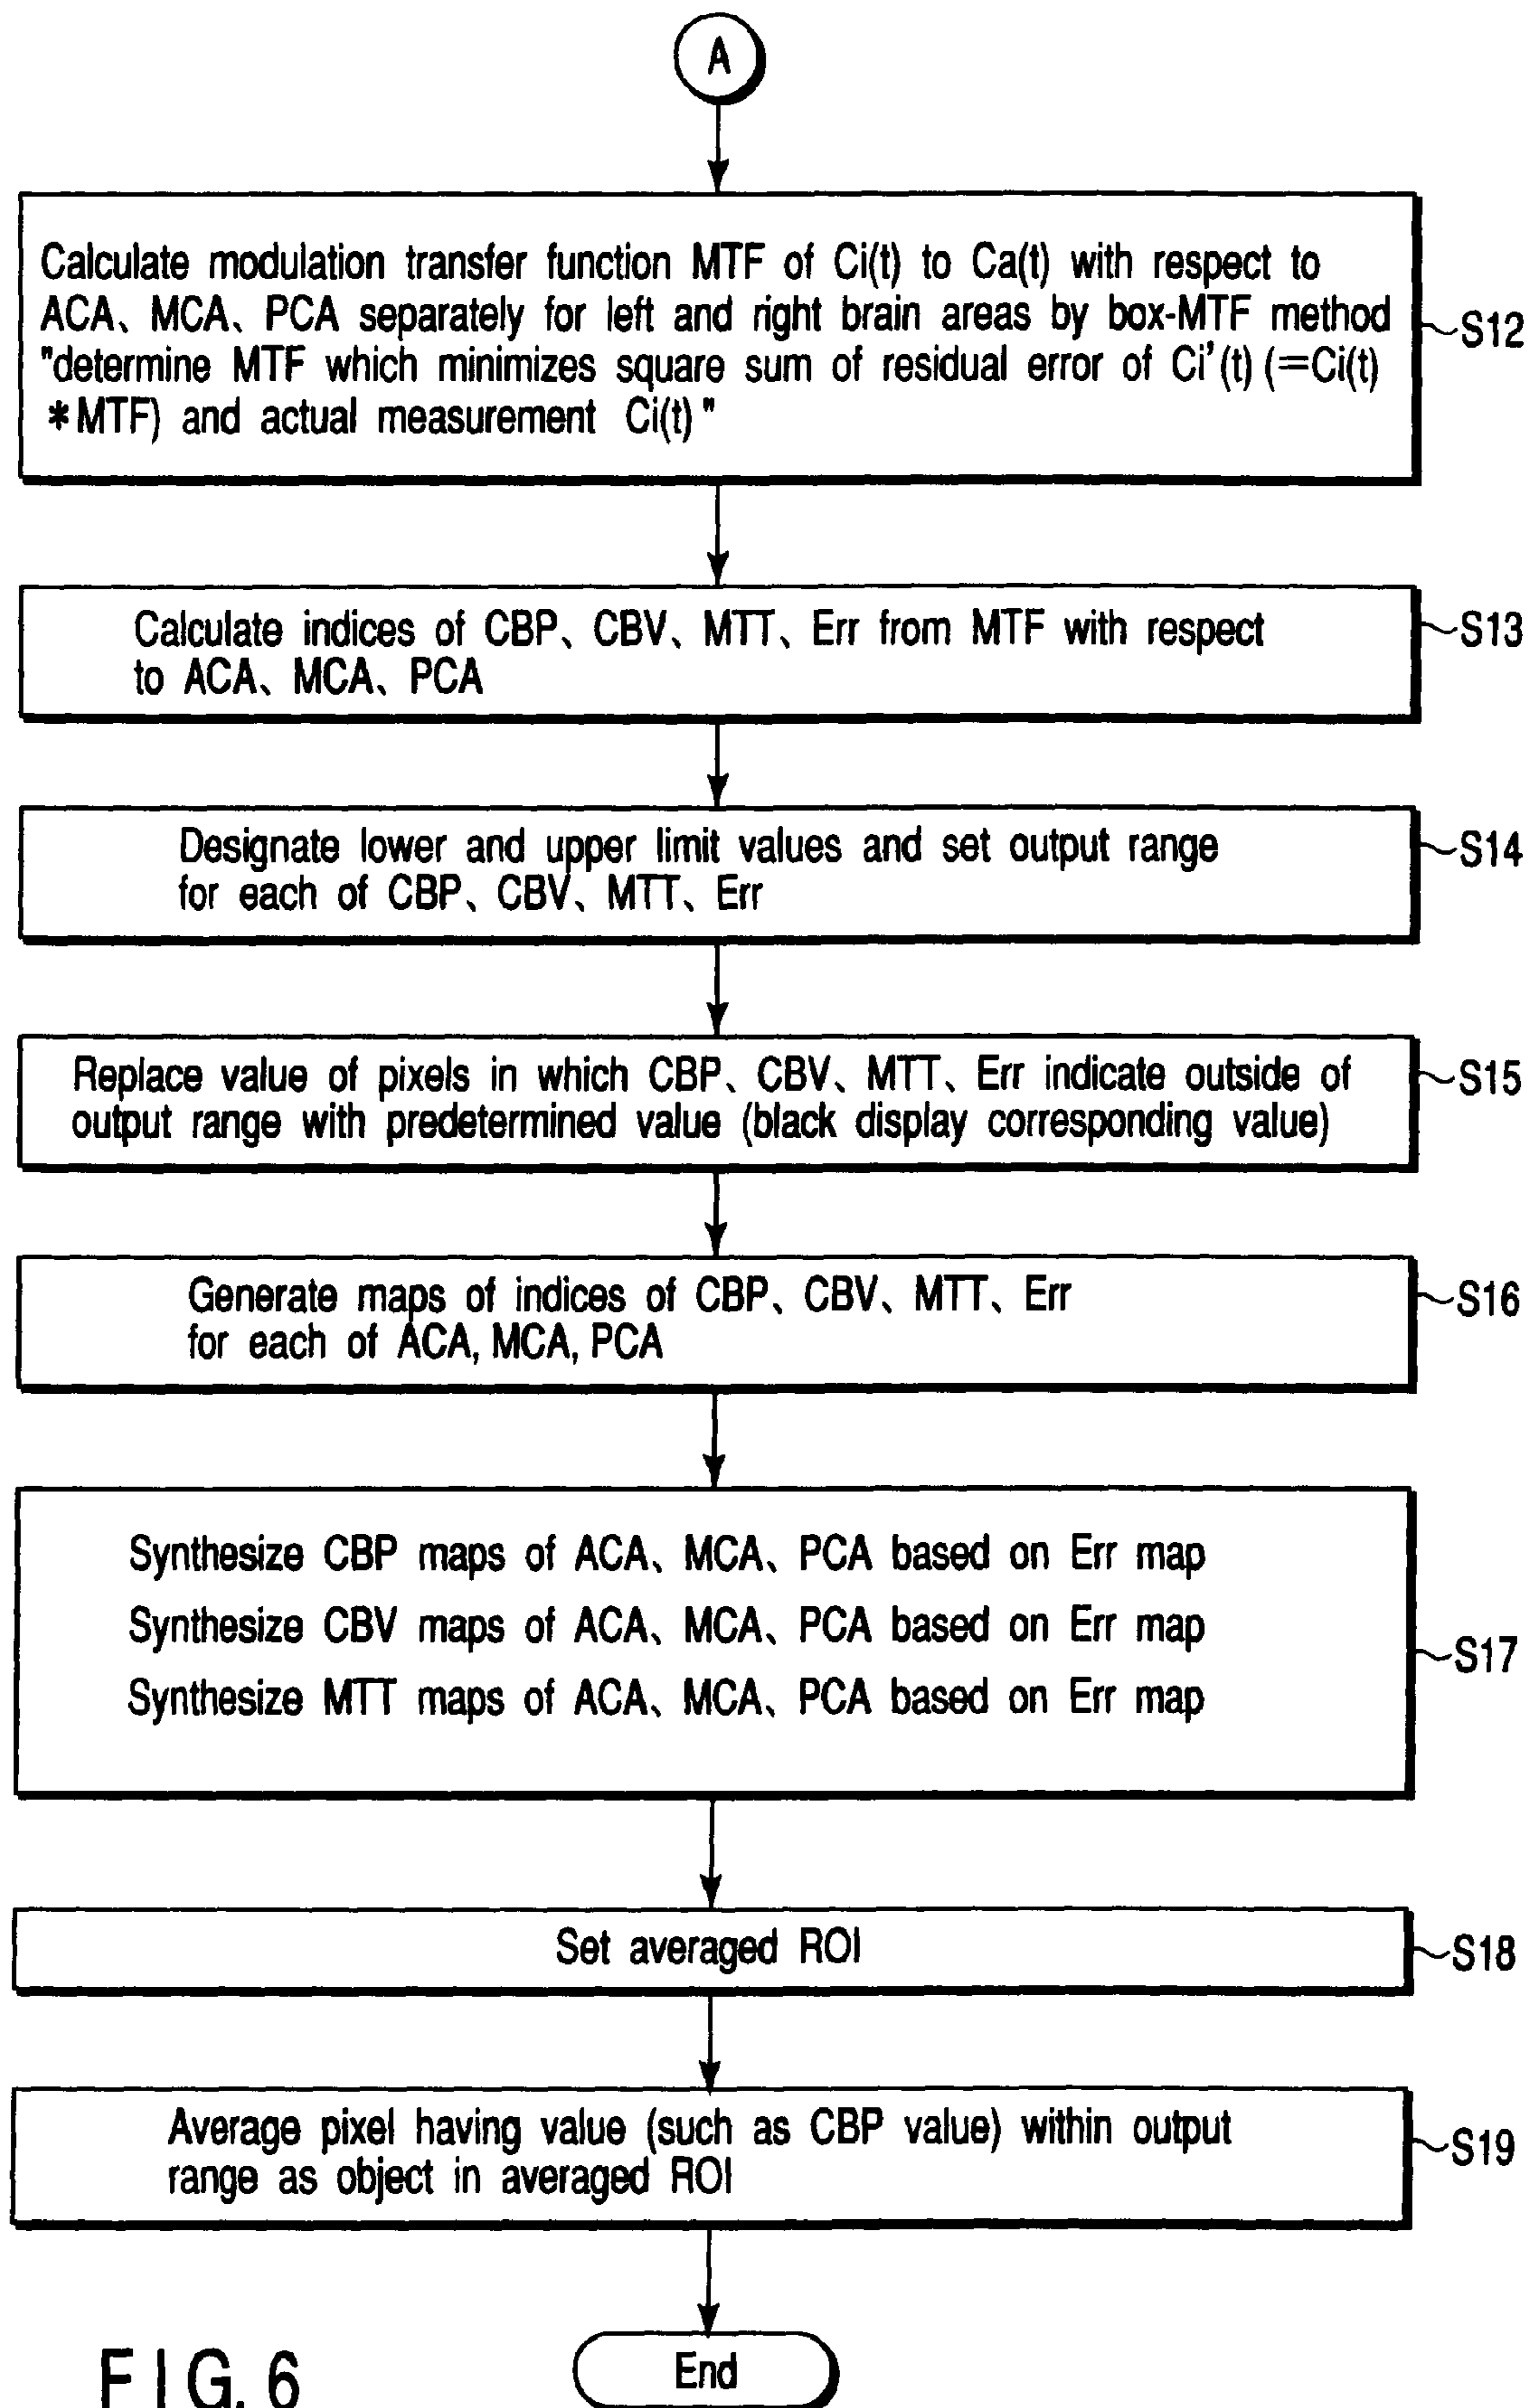 A
Calculate modulation transfer function MTF of Ci(t) to Ca(t) with respect to
ACA、MCA、PCA separately for left and right brain areas by box-MTF method
"determine MTF which minimizes square sum of residual error of Ci'(t) (=Ci(t)
*MTF) and actual measurement Ci(t)"
S12
Calculate indices of CBP、CBV、MTT、Err from MTF with respect
to ACA、MCA、PCA
S13
Designate lower and upper limit values and set output range
for each of CBP、CBV、MTT、Err
S14
Replace value of pixels in which CBP、CBV、MTT、Err indicate outside of
output range with predetermined value (black display corresponding value)
S15
Generate maps of indices of CBP、CBV、MTT、Err
for each of ACA, MCA, PCA
S16
Synthesize CBP maps of ACA、MCA、PCA based on Err map
Synthesize CBV maps of ACA、MCA、PCA based on Err map
Synthesize MTT maps of ACA、MCA、PCA based on Err map
S17
Set averaged ROI
S18
Average pixel having value (such as CBP value) within output
range as object in averaged ROI
S19
End
FIG. 6